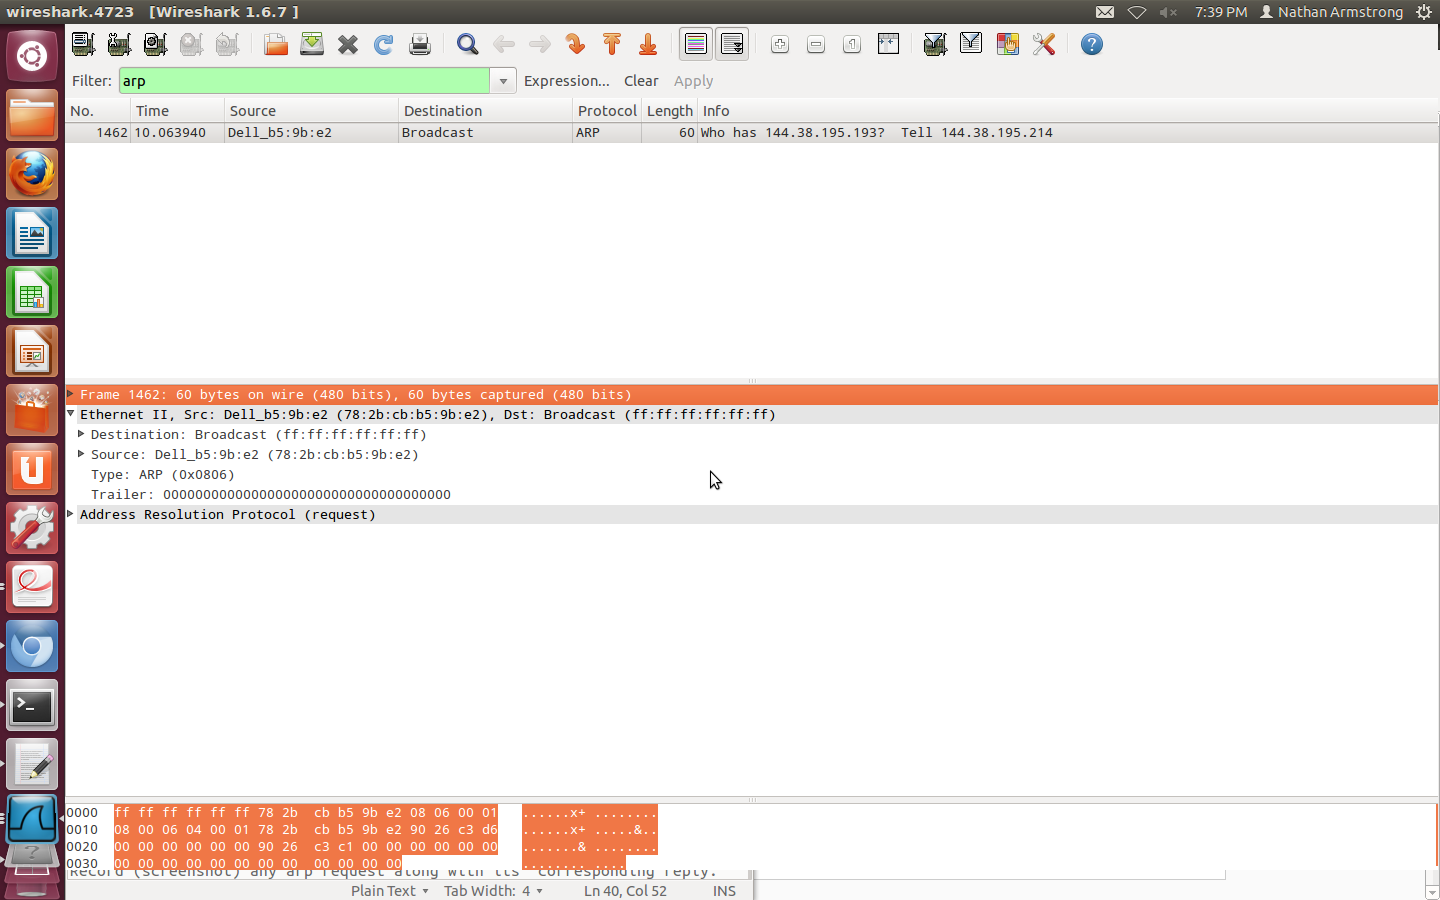 wireshark.4723 [Wireshark 1.6.7 ]
7:39 PM Nathan Armstrong
Filter: arp Expression... Clear Apply
No. Time Source Destination Protocol Length Info
1462 10.063940 Dell_b5:9b:e2 Broadcast ARP 60 Who has 144.38.195.193? Tell 144.38.195.214
Frame 1462: 60 bytes on wire (480 bits), 60 bytes captured (480 bits)
Ethernet II, Src: Dell_b5:9b:e2 (78:2b:cb:b5:9b:e2), Dst: Broadcast (ff:ff:ff:ff:ff:ff)
Destination: Broadcast (ff:ff:ff:ff:ff:ff)
Source: Dell_b5:9b:e2 (78:2b:cb:b5:9b:e2)
Type: ARP (0x0806)
Trailer: 000000000000000000000000000000000000
Address Resolution Protocol (request)
0000 ff ff ff ff ff ff 78 2b cb b5 9b e2 08 06 00 01 ......x+ ........
0010 08 00 06 04 00 01 78 2b cb b5 9b e2 90 26 c3 d6 ......x+ .....&..
0020 00 00 00 00 00 00 90 26 c3 c1 00 00 00 00 00 00 .......& ........
0030 00 00 00 00 00 00 00 00 00 00 00 00 ........ ....
Record (screenshot) any arp request along with its corresponding reply.
Plain Text Tab Width: 4 Ln 40, Col 52 INS